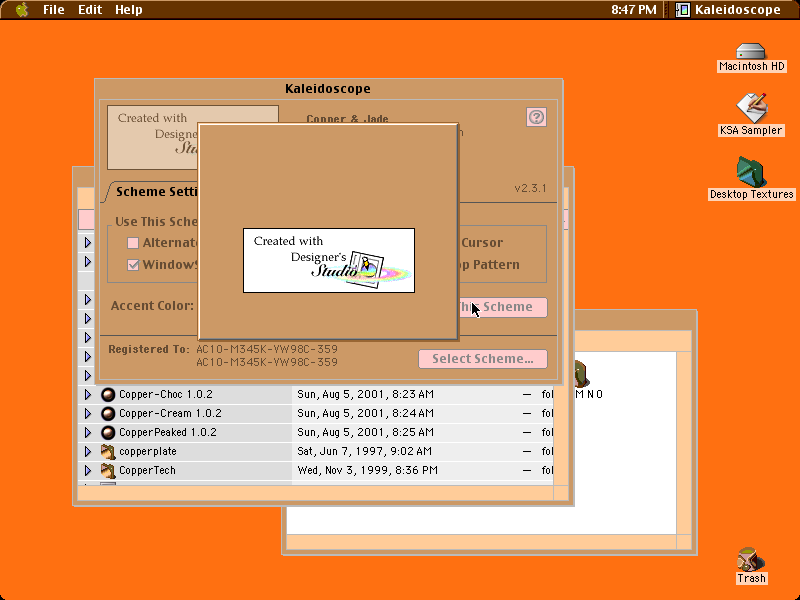 File Edit Help
8:47 PM Kaleidoscope
Macintosh HD
KSA Sampler
Desktop Textures
Trash
Kaleidoscope
Created with
Designe
Stu
Copper & Jade
v2.3.1
Scheme Setti
Use This Sche
Alternat
Window
Cursor
op Pattern
Accent Color:
his Scheme
Registered To: AC10-M345K-YW98C-359
AC10-M345K-YW98C-359
Select Scheme...
Created with
Designer's
Studio
Copper-Choc 1.0.2 Sun, Aug 5, 2001, 8:23 AM — fol
Copper-Cream 1.0.2 Sun, Aug 5, 2001, 8:24 AM — fol
CopperPeaked 1.0.2 Sun, Aug 5, 2001, 8:25 AM — fol
copperplate Sat, Jun 7, 1997, 9:02 AM — fol
CopperTech Wed, Nov 3, 1999, 8:36 PM — fol
M N O